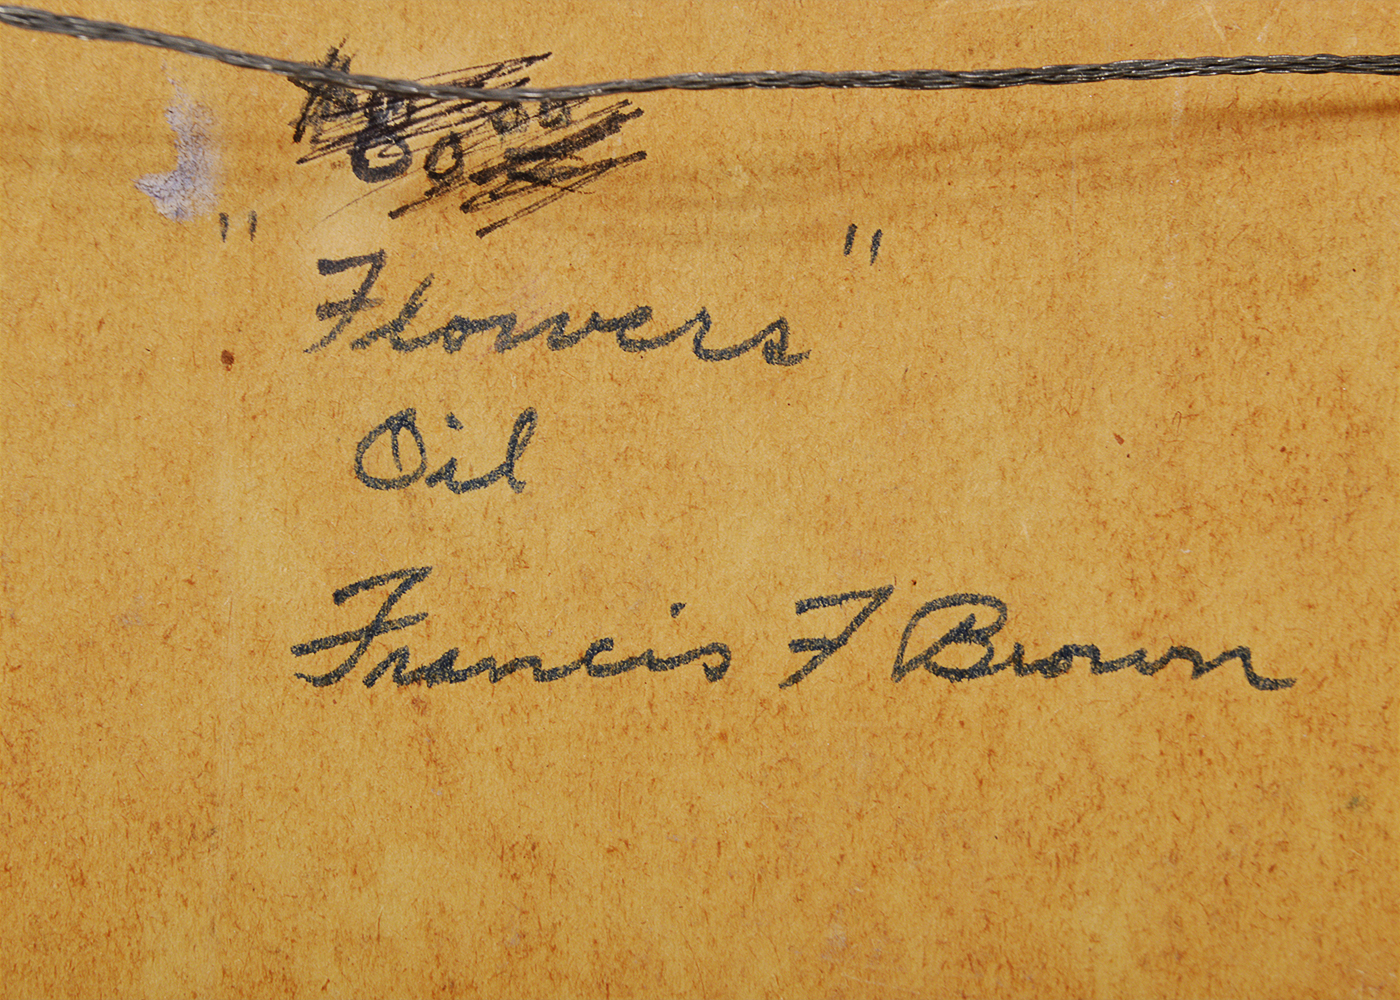 "Flowers"
Oil
Francis F Brown